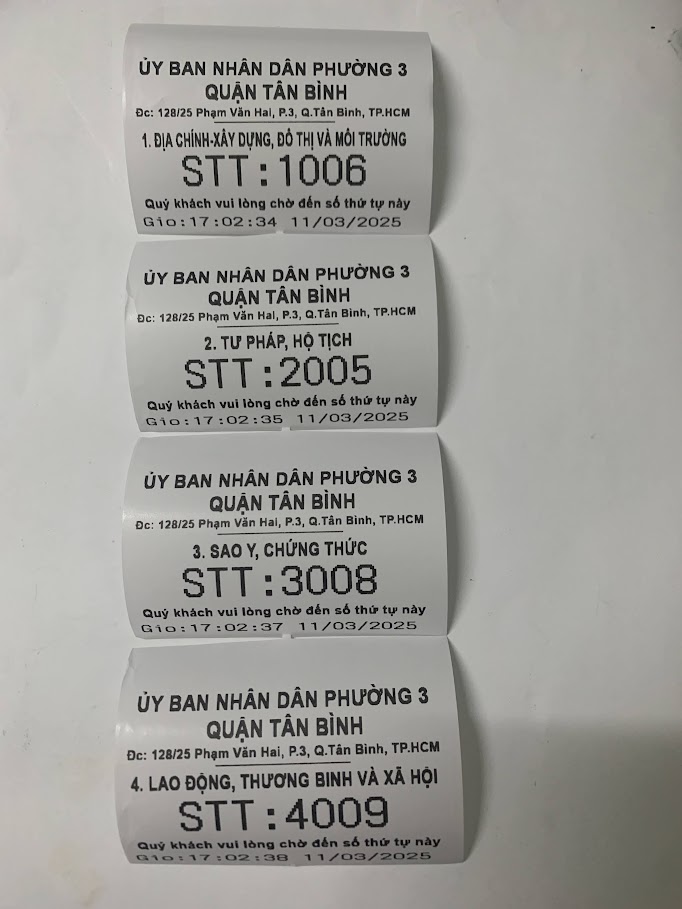 ỦY BAN NHÂN DÂN PHƯỜNG 3
QUẬN TÂN BÌNH
Đc: 128/25 Phạm Văn Hai, P.3, Q.Tân Bình, TP.HCM
1. ĐỊA CHÍNH-XÂY DỰNG, ĐÔ THỊ VÀ MÔI TRƯỜNG
STT:1006
Quý khách vui lòng chờ đến số thứ tự này
Gio:17:02:34 11/03/2025
ỦY BAN NHÂN DÂN PHƯỜNG 3
QUẬN TÂN BÌNH
Đc: 128/25 Phạm Văn Hai, P.3, Q.Tân Bình, TP.HCM
2. TƯ PHÁP, HỘ TỊCH
STT:2005
Quý khách vui lòng chờ đến số thứ tự này
Gio:17:02:35 11/03/2025
ỦY BAN NHÂN DÂN PHƯỜNG 3
QUẬN TÂN BÌNH
Đc: 128/25 Phạm Văn Hai, P.3, Q.Tân Bình, TP.HCM
3. SAO Y, CHỨNG THỰC
STT:3008
Quý khách vui lòng chờ đến số thứ tự này
Gio:17:02:37 11/03/2025
ỦY BAN NHÂN DÂN PHƯỜNG 3
QUẬN TÂN BÌNH
Đc: 128/25 Phạm Văn Hai, P.3, Q.Tân Bình, TP.HCM
4. LAO ĐỘNG, THƯƠNG BINH VÀ XÃ HỘI
STT:4009
Quý khách vui lòng chờ đến số thứ tự này
Gio:17:02:38 11/03/2025